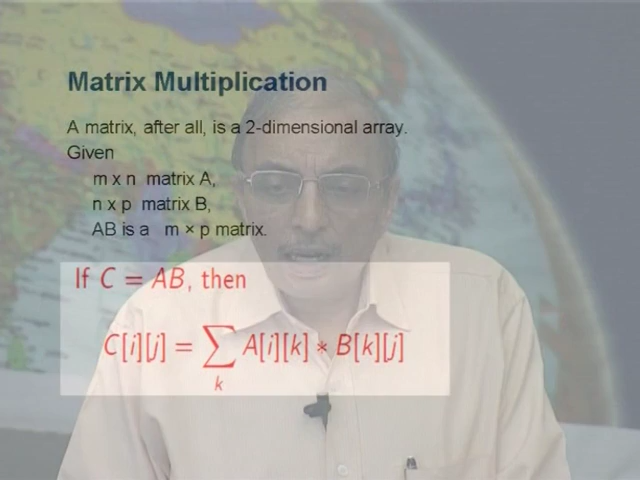 Matrix Multiplication
A matrix, after all, is a 2-dimensional array.
Given
m x n matrix A,
n x p matrix B,
AB is a m × p matrix.
If C = AB, then
C[i][j] = ∑ A[i][k] ∗ B[k][j]
k